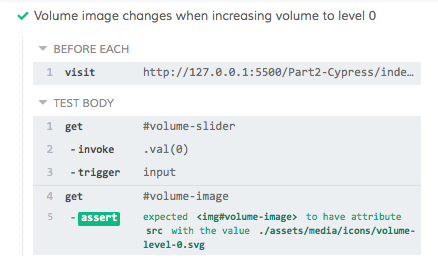 Volume image changes when increasing volume to level 0
BEFORE EACH
1 visit http://127.0.0.1:5500/Part2-Cypress/inde…
TEST BODY
1 get #volume-slider
2 - invoke .val(0)
3 - trigger input
4 get #volume-image
5 - assert expected <img#volume-image> to have attribute
src with the value ./assets/media/icons/volume-
level-0.svg